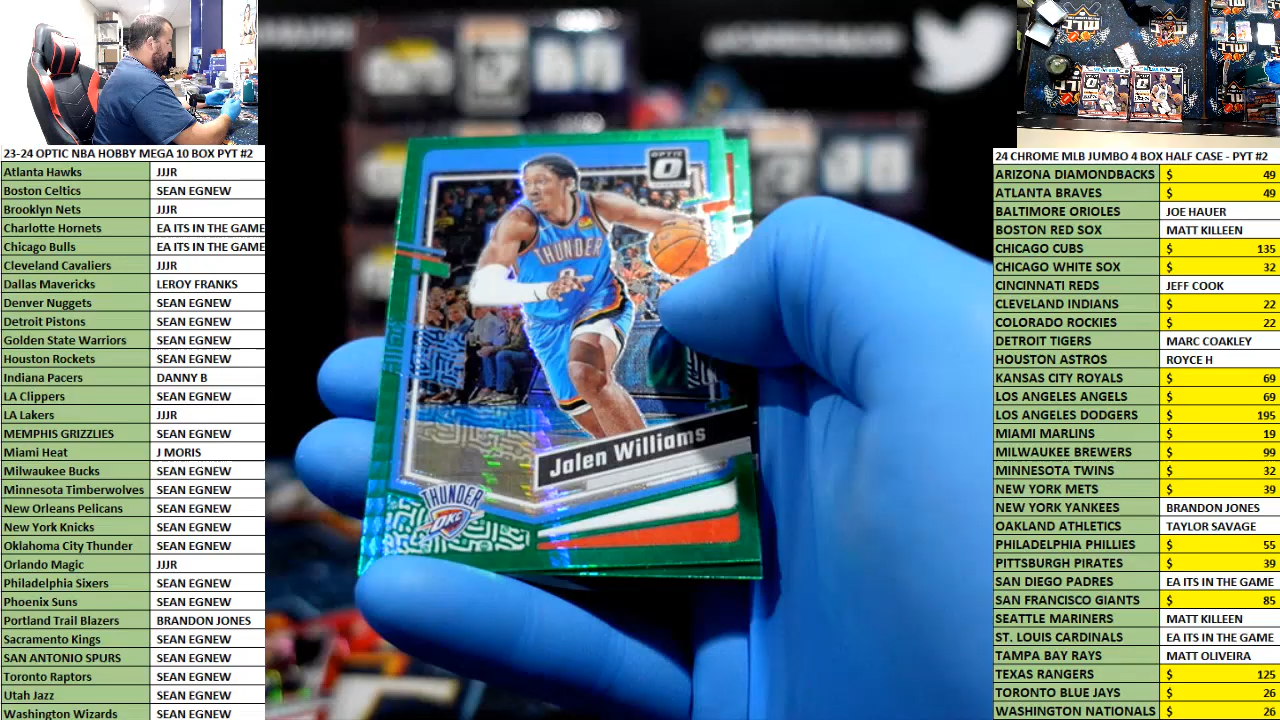 23-24 OPTIC NBA HOBBY MEGA 10 BOX PYT #2
Atlanta Hawks JJJR
Boston Celtics SEAN EGNEW
Brooklyn Nets JJJR
Charlotte Hornets EA ITS IN THE GAME
Chicago Bulls EA ITS IN THE GAME
Cleveland Cavaliers JJJR
Dallas Mavericks LEROY FRANKS
Denver Nuggets SEAN EGNEW
Detroit Pistons SEAN EGNEW
Golden State Warriors SEAN EGNEW
Houston Rockets SEAN EGNEW
Indiana Pacers DANNY B
LA Clippers SEAN EGNEW
LA Lakers JJJR
MEMPHIS GRIZZLIES SEAN EGNEW
Miami Heat J MORIS
Milwaukee Bucks SEAN EGNEW
Minnesota Timberwolves SEAN EGNEW
New Orleans Pelicans SEAN EGNEW
New York Knicks SEAN EGNEW
Oklahoma City Thunder SEAN EGNEW
Orlando Magic JJJR
Philadelphia Sixers SEAN EGNEW
Phoenix Suns SEAN EGNEW
Portland Trail Blazers BRANDON JONES
Sacramento Kings SEAN EGNEW
SAN ANTONIO SPURS SEAN EGNEW
Toronto Raptors SEAN EGNEW
Utah Jazz SEAN EGNEW
Washington Wizards SEAN EGNEW
OPTIC
THUNDER
Jalen Williams
THUNDER
OKC
24 CHROME MLB JUMBO 4 BOX HALF CASE - PYT #2
ARIZONA DIAMONDBACKS $ 49
ATLANTA BRAVES $ 49
BALTIMORE ORIOLES JOE HAUER
BOSTON RED SOX MATT KILLEEN
CHICAGO CUBS $ 135
CHICAGO WHITE SOX $ 32
CINCINNATI REDS JEFF COOK
CLEVELAND INDIANS $ 22
COLORADO ROCKIES $ 22
DETROIT TIGERS MARC COAKLEY
HOUSTON ASTROS ROYCE H
KANSAS CITY ROYALS $ 69
LOS ANGELES ANGELS $ 69
LOS ANGELES DODGERS $ 195
MIAMI MARLINS $ 19
MILWAUKEE BREWERS $ 99
MINNESOTA TWINS $ 32
NEW YORK METS $ 39
NEW YORK YANKEES BRANDON JONES
OAKLAND ATHLETICS TAYLOR SAVAGE
PHILADELPHIA PHILLIES $ 55
PITTSBURGH PIRATES $ 39
SAN DIEGO PADRES EA ITS IN THE GAME
SAN FRANCISCO GIANTS $ 85
SEATTLE MARINERS MATT KILLEEN
ST. LOUIS CARDINALS EA ITS IN THE GAME
TAMPA BAY RAYS MATT OLIVEIRA
TEXAS RANGERS $ 125
TORONTO BLUE JAYS $ 26
WASHINGTON NATIONALS $ 26